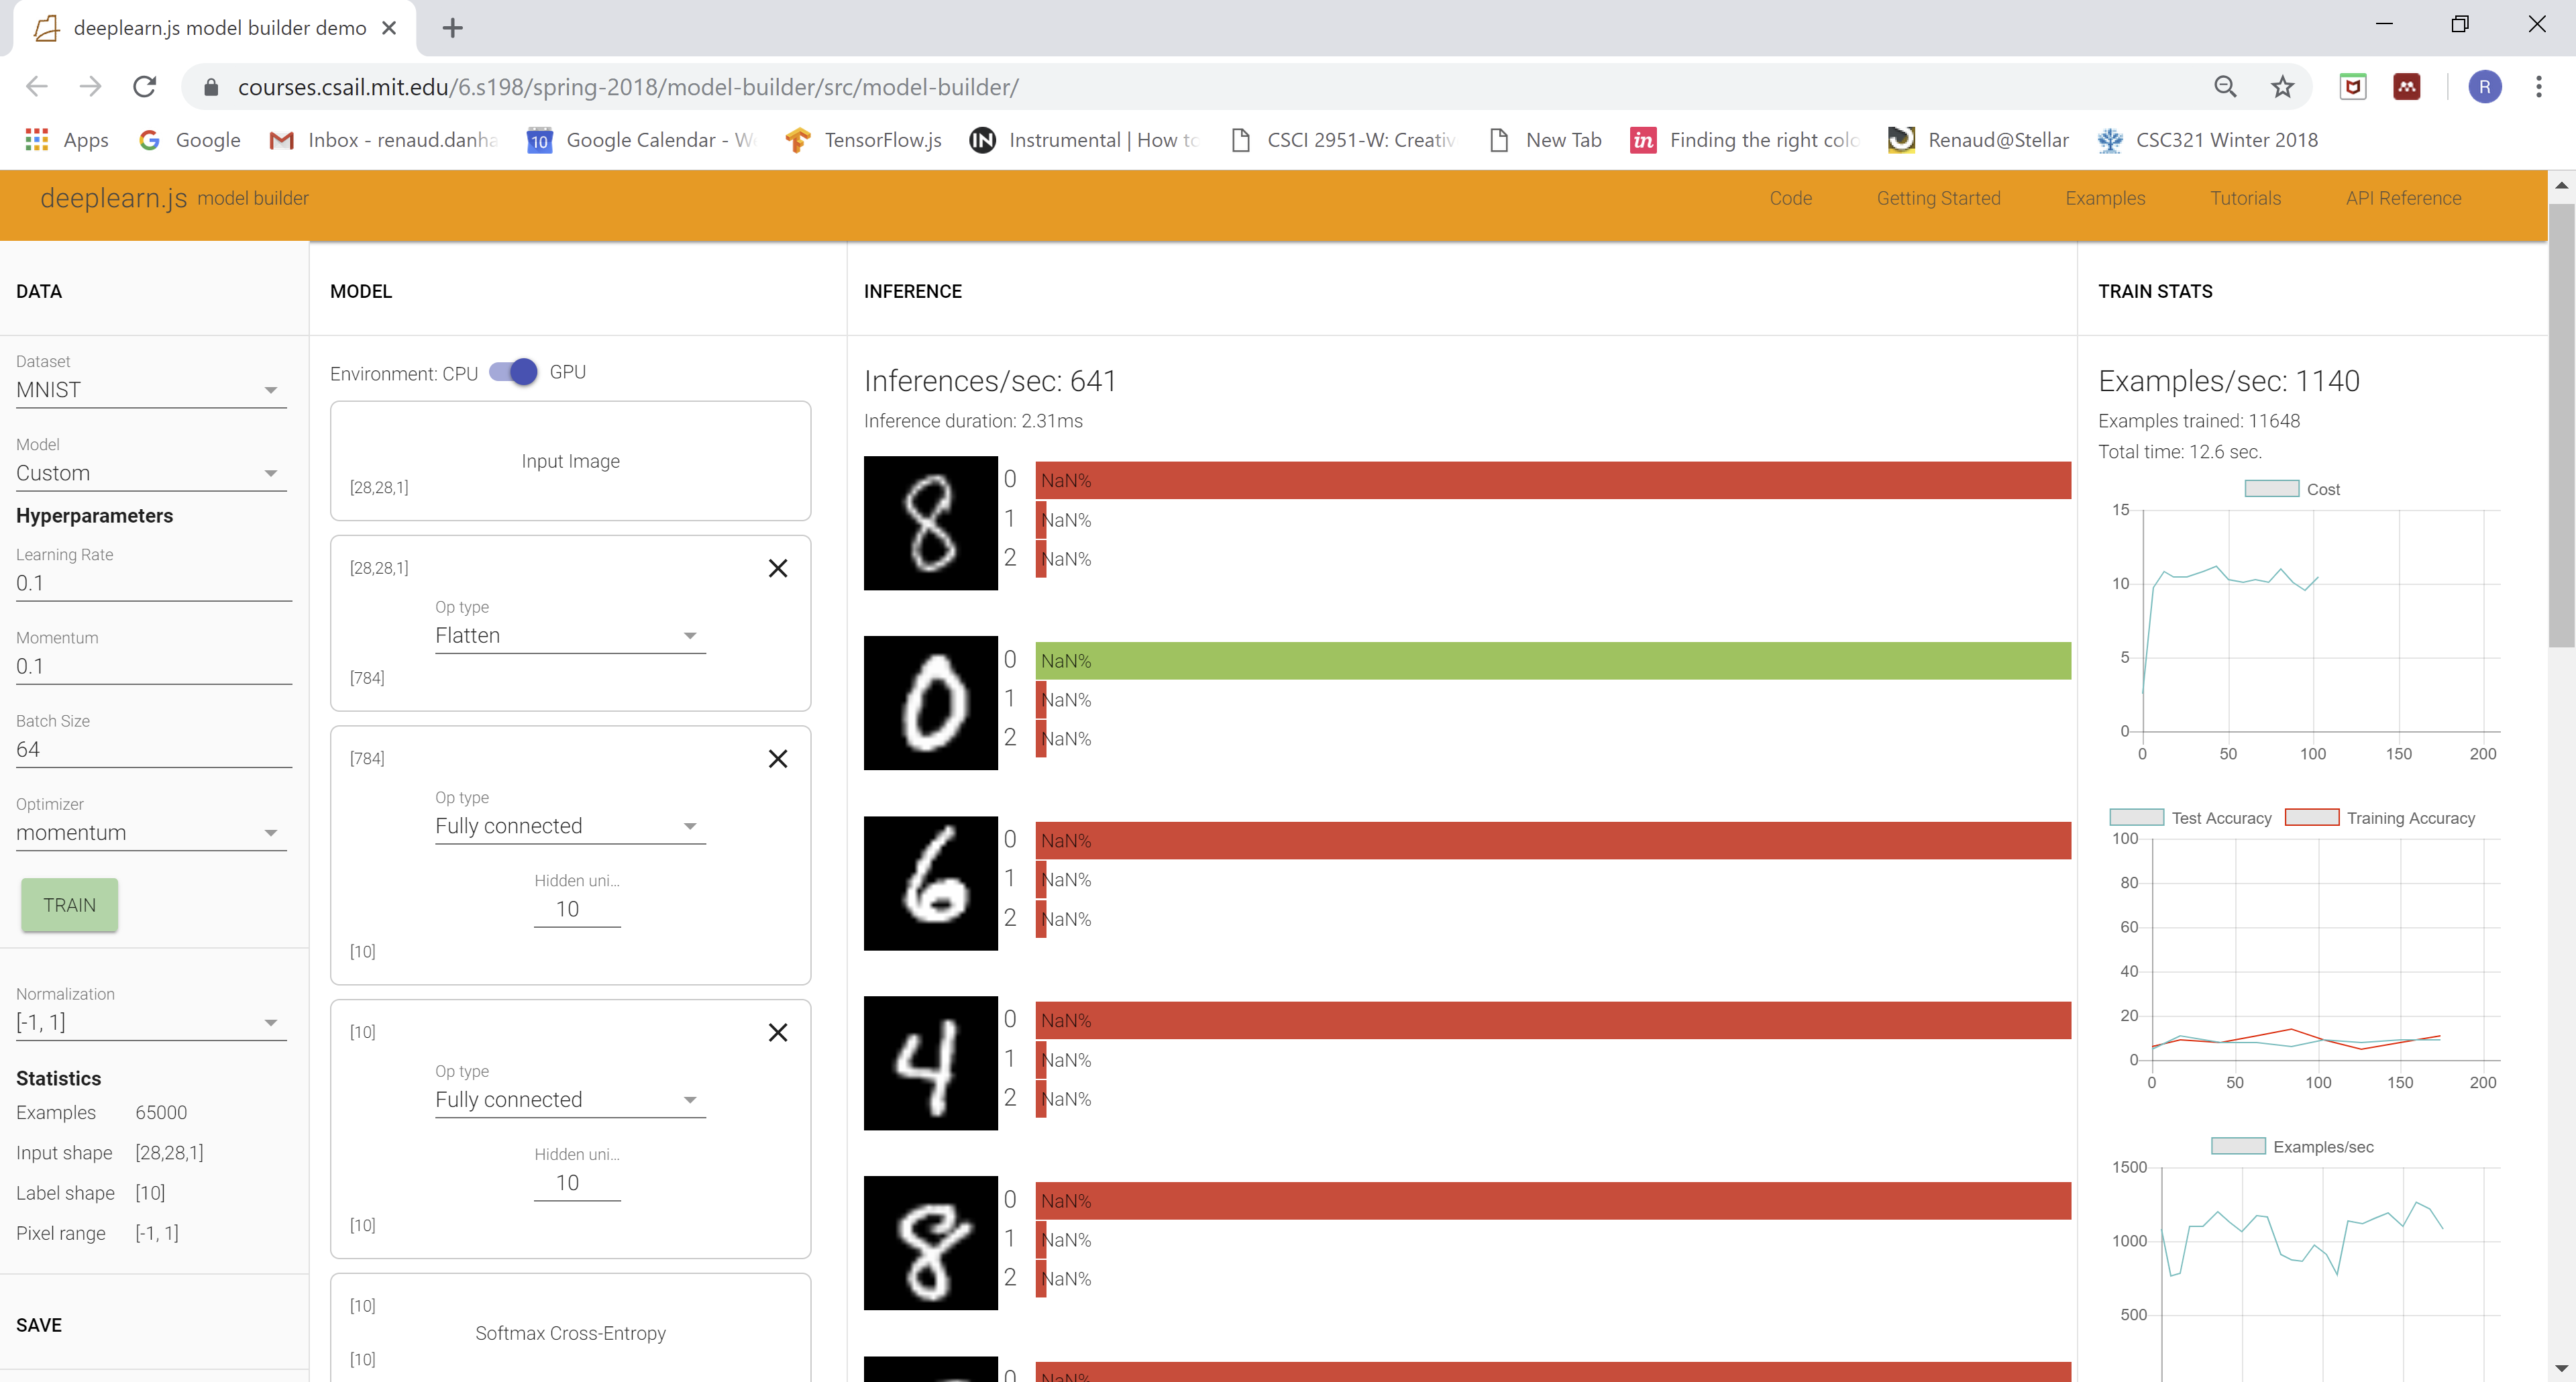 deeplearn.js model builder demo
courses.csail.mit.edu/6.s198/spring-2018/model-builder/src/model-builder/
R
Apps Google Inbox - renaud.danha Google Calendar - W TensorFlow.js Instrumental | How to CSCI 2951-W: Creativ New Tab Finding the right colo Renaud@Stellar CSC321 Winter 2018
deeplearn.js model builder
Code Getting Started Examples Tutorials API Reference
DATA
Dataset
MNIST
Model
Custom
Hyperparameters
Learning Rate
0.1
Momentum
0.1
Batch Size
64
Optimizer
momentum
TRAIN
Normalization
[-1, 1]
Statistics
Examples 65000
Input shape [28,28,1]
Label shape [10]
Pixel range [-1, 1]
SAVE
MODEL
Environment: CPU GPU
Input Image
[28,28,1]
[28,28,1]
Op type
Flatten
[784]
[784]
Op type
Fully connected
Hidden uni...
10
[10]
[10]
Op type
Fully connected
Hidden uni...
10
[10]
[10]
Softmax Cross-Entropy
[10]
INFERENCE
Inferences/sec: 641
Inference duration: 2.31ms
8
0 NaN%
1 NaN%
2 NaN%
0
0 NaN%
1 NaN%
2 NaN%
6
0 NaN%
1 NaN%
2 NaN%
4
0 NaN%
1 NaN%
2 NaN%
8
0 NaN%
1 NaN%
2 NaN%
0 NaN%
TRAIN STATS
Examples/sec: 1140
Examples trained: 11648
Total time: 12.6 sec.
Cost
15
10
5
0
0 50 100 150 200
Test Accuracy Training Accuracy
100
80
60
40
20
0
0 50 100 150 200
Examples/sec
1500
1000
500